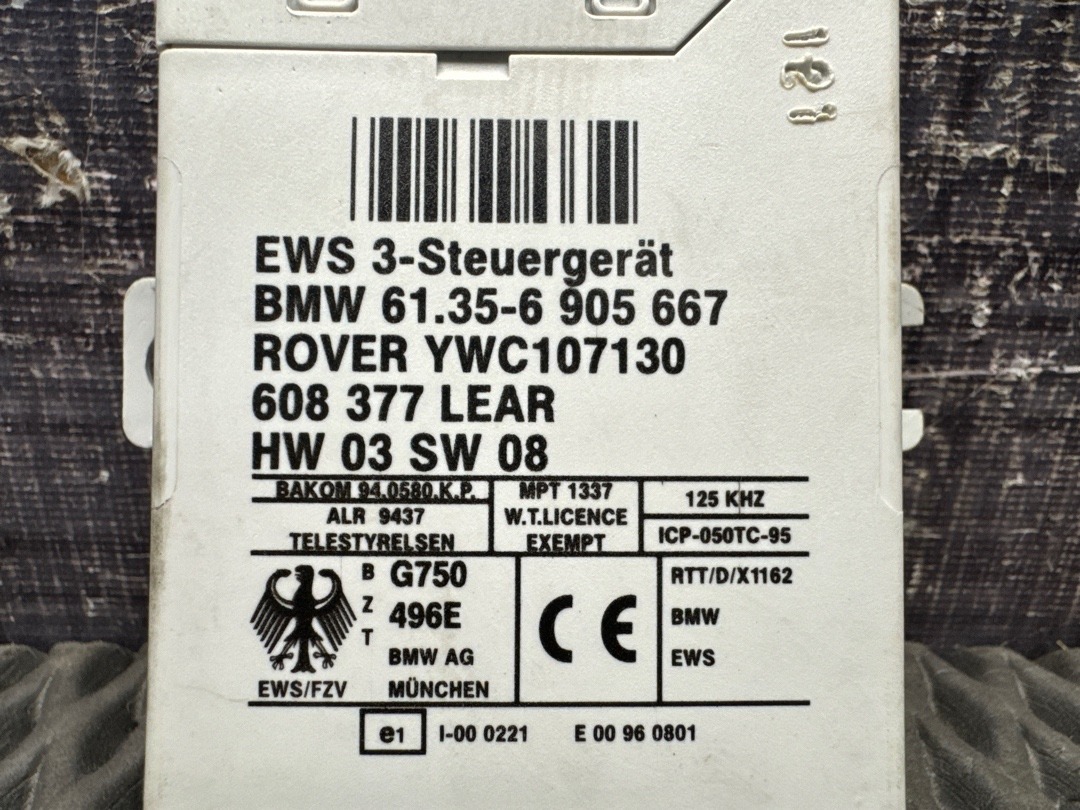 EWS 3-Steuergerät
BMW 61.35-6 905 667
ROVER YWC107130
608 377 LEAR
HW 03 SW 08
BAKOM 94.0580.K.P.
ALR 9437
TELESTYRELSEN
MPT 1337
W.T.LICENCE
EXEMPT
125 KHZ
ICP-050TC-95
BZT
G750
496E
BMW AG
MÜNCHEN
EWS/FZV
CE
RTT/D/X1162
BMW
EWS
e1 I-00 0221 E 00 96 0801